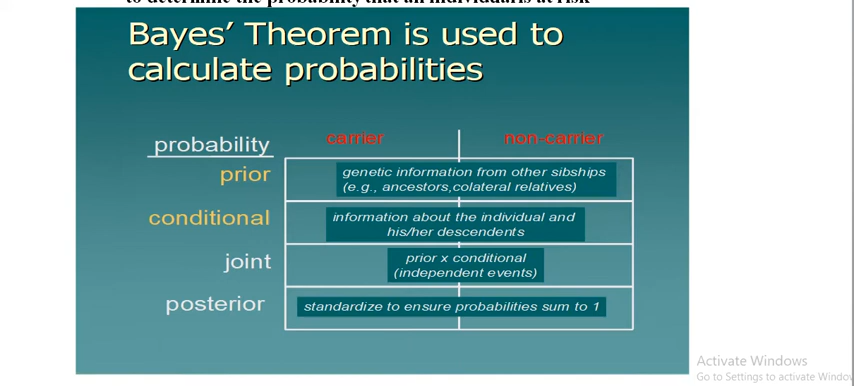 to determine the probability that an individual is at risk
Bayes’ Theorem is used to
calculate probabilities
probability carrier non-carrier
prior genetic information from other sibships
(e.g., ancestors,colateral relatives)
conditional information about the individual and
his/her descendents
joint prior x conditional
(independent events)
posterior standardize to ensure probabilities sum to 1
Activate Windows
Go to Settings to activate Window